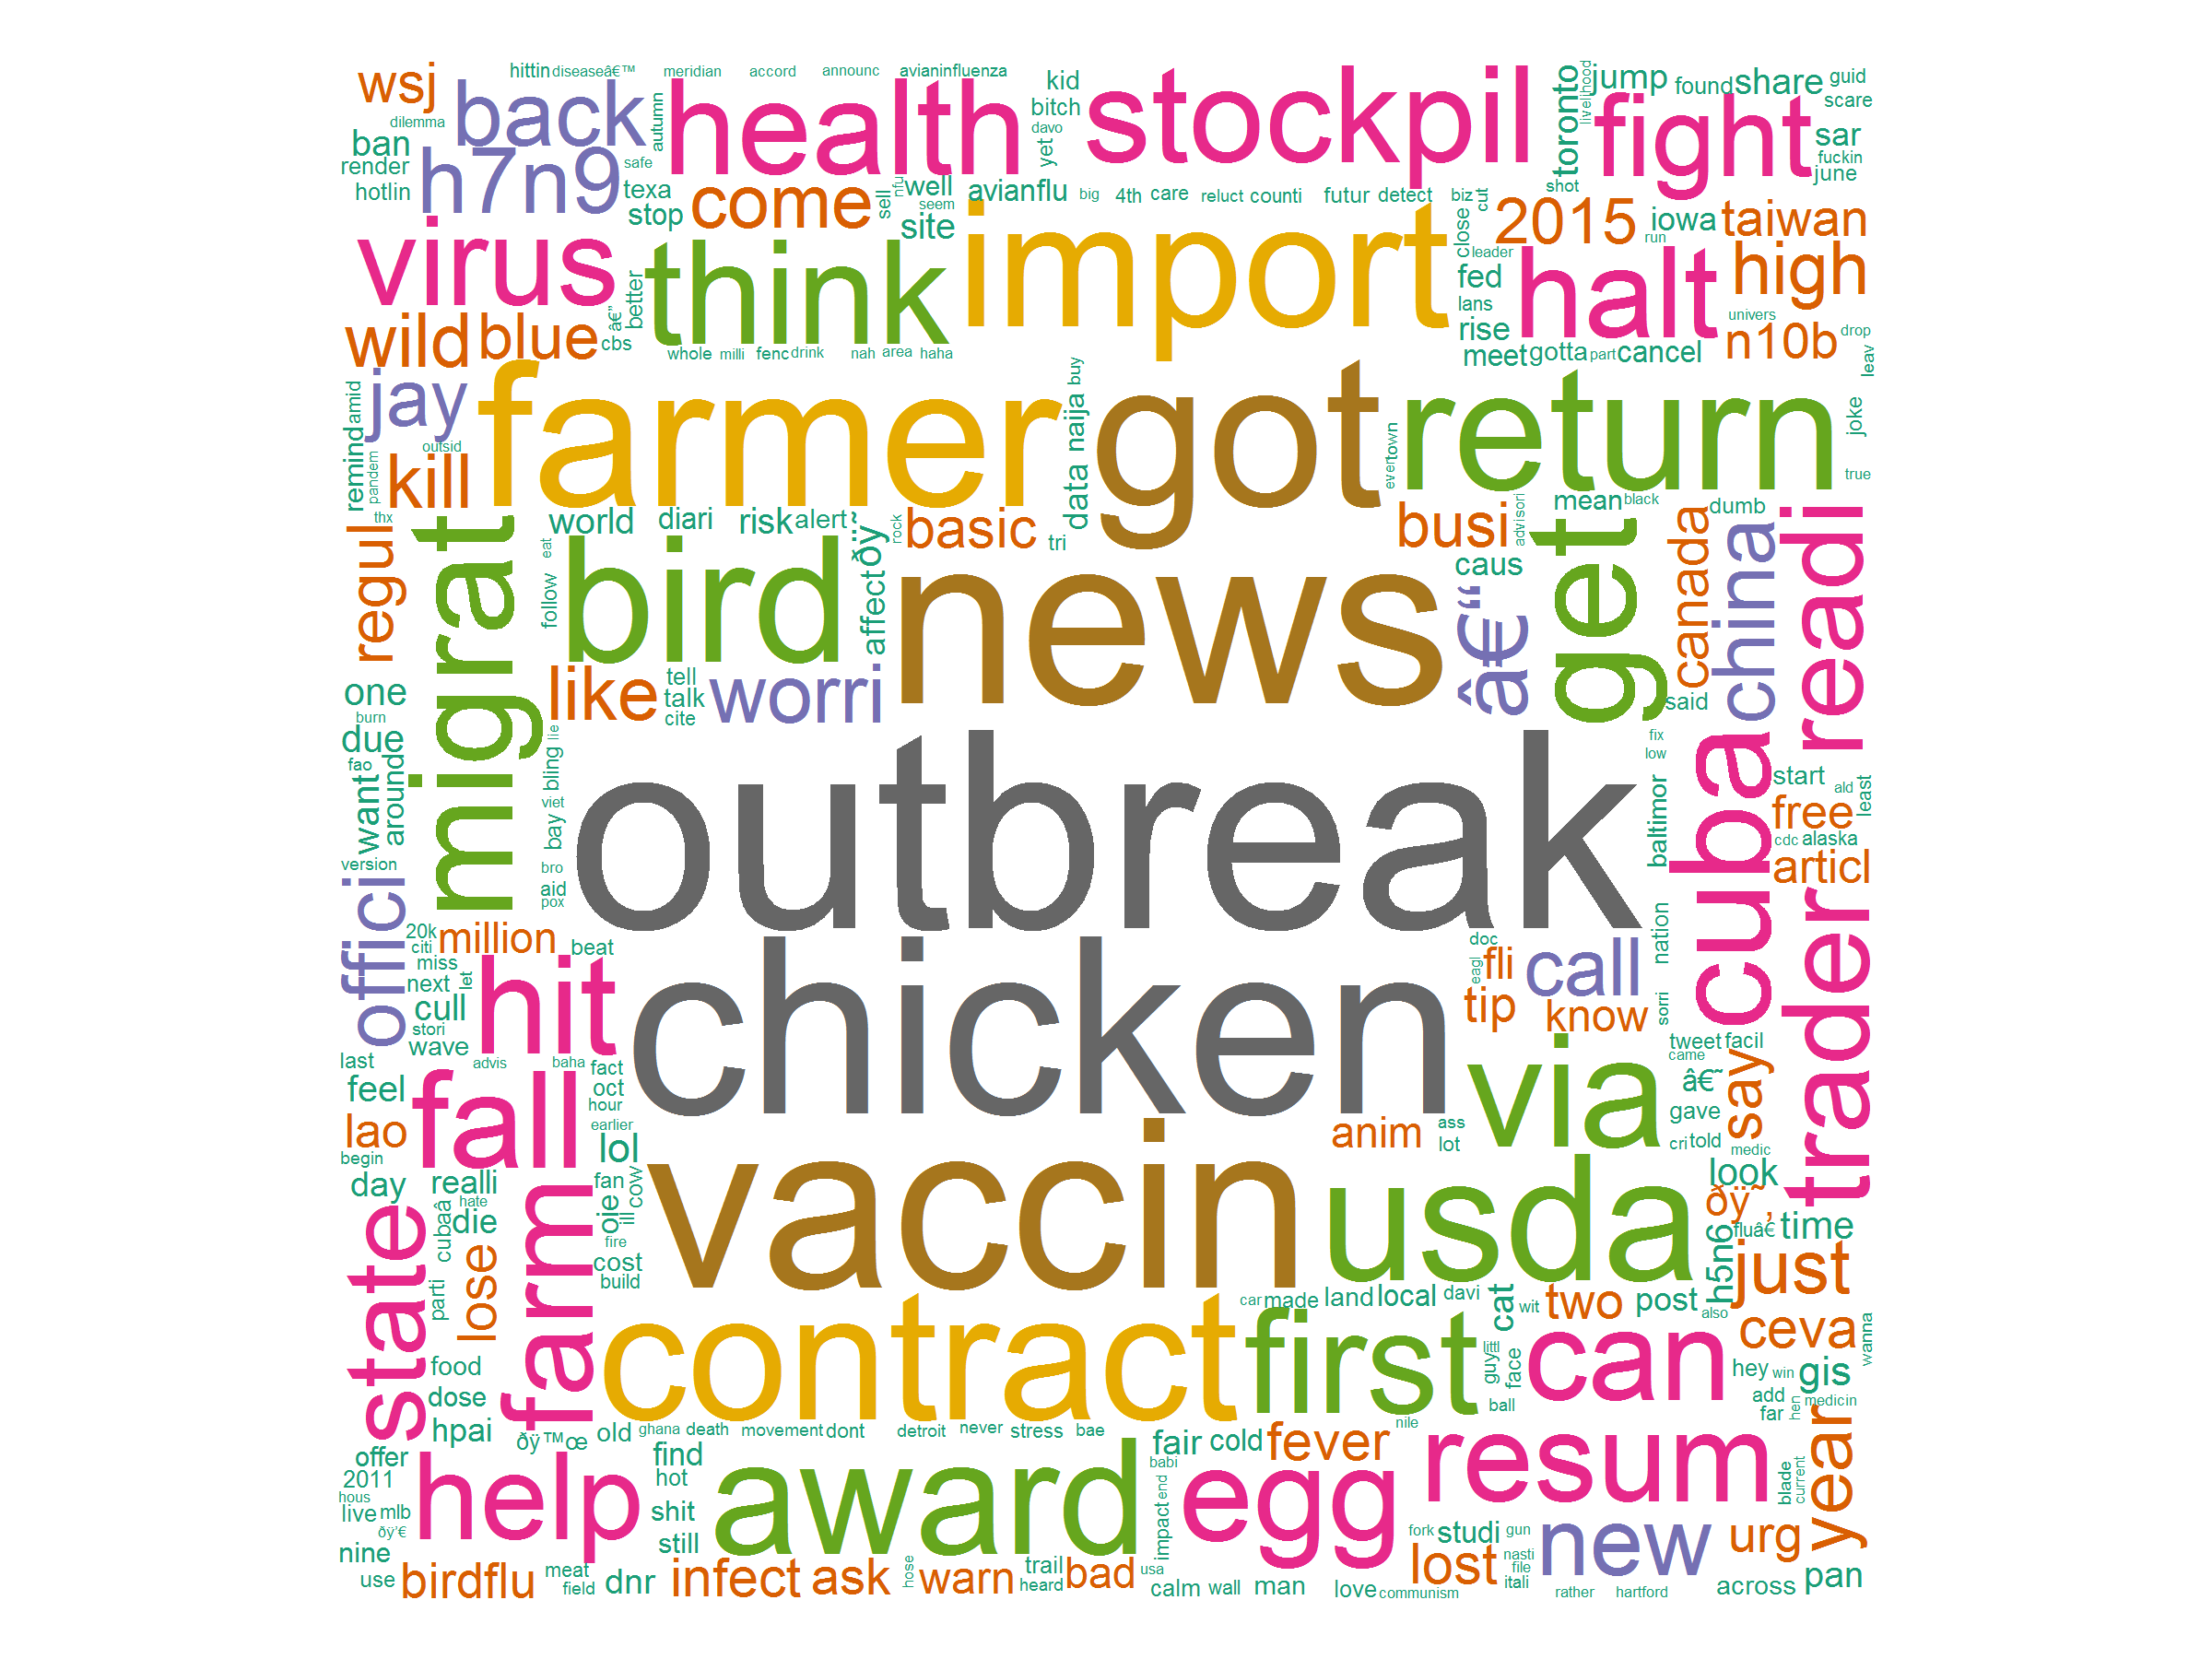 wsj
hittin
diseaseâ€™
meridian
accord
announc
avianinfluenza
dilemma
back
autumn
health
kid
bitch
davo
yet
stockpil
toronto
livelihood
jump
found
share
guid
scare
fight
sar
fuckin
june
ban
render
hotlin
h7n9
safe
texa
stop
come
sell
nfu
well
seem
site
avianflu
big
4th
care
reluct
counti
futur
detect
biz
cut
shot
close
2015
run
iowa
taiwan
virus
better
think
import
leader
fed
lans
rise
halt
high
univers
wild
blue
â€”
cbs
whole
milli
fenc
drink
nah
area
haha
meet
gotta
part
cancel
n10b
drop
leav
jay
amid
remind
pandem
outsid
kill
farmer
buy
naija
data
got
town
ever
return
joke
true
thx
regul
migrat
world
diari
risk
alert
ðÿ˜
rock
basic
tri
busi
advisori
mean
black
dumb
get
canada
china
readi
eat
follow
bird
affect
news
caus
â€”
said
one
burn
due
fao
want
around
like
tell
talk
cite
worri
lie
bling
viet
bay
bro
aid
pox
outbreak
fix
low
baltimor
cuba
start
ald
least
free
cdc
alaska
articl
trader
version
offici
20k
citi
million
miss
beat
next
let
cull
stori
wave
hit
chicken
doc
eagl
fli
tip
call
know
nation
sorri
last
advis
baha
fact
feel
oct
hour
fall
earlier
lao
begin
lol
tweet
facil
came
â€˜
say
gave
cri
told
medic
via
anim
ass
lot
day
realli
hate
fan
cow
oie
ill
fire
cubaâ
die
cost
build
parti
lose
state
farm
vaccin
usda
look
ðÿ˜‚
fluâ€
time
h5n6
just
car
made
land
local
davi
cat
wit
two
post
also
ceva
wanna
food
dose
hpai
contract
first
littl
guy
face
ball
can
hey
win
gis
add
far
hen
medicin
year
offer
2011
hous
live
mlb
ðÿ'€
nine
use
ðÿ™œ
old
ghana
death
movement
dont
detroit
never
stress
bae
nile
find
hot
shit
still
help
award
fair
cold
fever
babi
end
impact
egg
resum
blade
current
fork
studi
gun
lost
nasti
file
itali
new
urg
birdflu
meat
field
dnr
infect
ask
hose
warn
trail
heard
bad
usa
calm
wall
man
love
communism
rather
hartford
across
pan